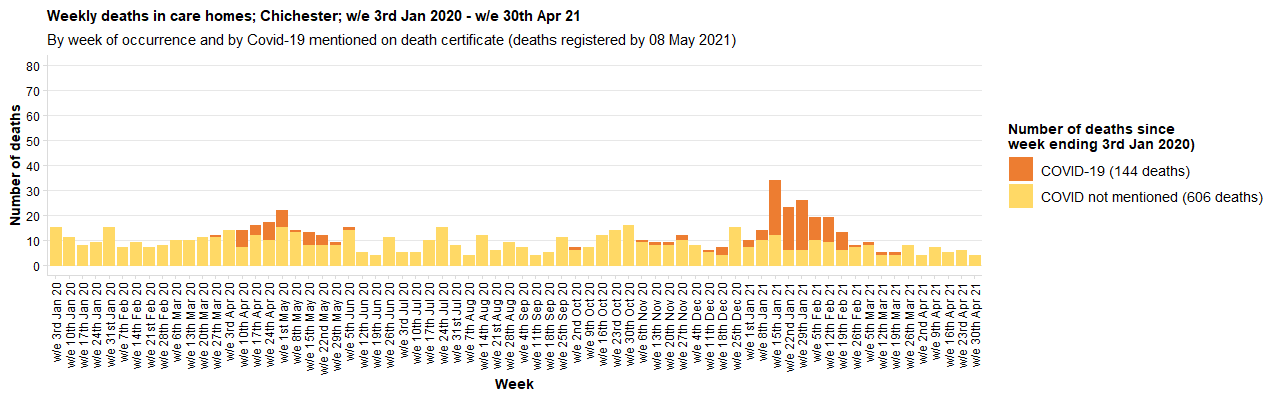 Weekly deaths in care homes; Chichester; w/e 3rd Jan 2020 - w/e 30th Apr 21
By week of occurrence and by Covid-19 mentioned on death certificate (deaths registered by 08 May 2021)
Number of deaths
80
70
60
50
40
30
20
10
0
w/e 3rd Jan 20
w/e 10th Jan 20
w/e 17th Jan 20
w/e 24th Jan 20
w/e 31st Jan 20
w/e 7th Feb 20
w/e 14th Feb 20
w/e 21st Feb 20
w/e 28th Feb 20
w/e 6th Mar 20
w/e 13th Mar 20
w/e 20th Mar 20
w/e 27th Mar 20
w/e 3rd Apr 20
w/e 10th Apr 20
w/e 17th Apr 20
w/e 24th Apr 20
w/e 1st May 20
w/e 8th May 20
w/e 15th May 20
w/e 22nd May 20
w/e 29th May 20
w/e 5th Jun 20
w/e 12th Jun 20
w/e 19th Jun 20
w/e 26th Jun 20
w/e 3rd Jul 20
w/e 10th Jul 20
w/e 17th Jul 20
w/e 24th Jul 20
w/e 31st Jul 20
w/e 7th Aug 20
w/e 14th Aug 20
w/e 21st Aug 20
w/e 28th Aug 20
w/e 4th Sep 20
w/e 11th Sep 20
w/e 18th Sep 20
w/e 25th Sep 20
w/e 2nd Oct 20
w/e 9th Oct 20
w/e 16th Oct 20
w/e 23rd Oct 20
w/e 30th Oct 20
w/e 6th Nov 20
w/e 13th Nov 20
w/e 20th Nov 20
w/e 27th Nov 20
w/e 4th Dec 20
w/e 11th Dec 20
w/e 18th Dec 20
w/e 25th Dec 20
w/e 1st Jan 21
w/e 8th Jan 21
w/e 15th Jan 21
w/e 22nd Jan 21
w/e 29th Jan 21
w/e 5th Feb 21
w/e 12th Feb 21
w/e 19th Feb 21
w/e 26th Feb 21
w/e 5th Mar 21
w/e 12th Mar 21
w/e 19th Mar 21
w/e 26th Mar 21
w/e 2nd Apr 21
w/e 9th Apr 21
w/e 16th Apr 21
w/e 23rd Apr 21
w/e 30th Apr 21
Week
Number of deaths since
week ending 3rd Jan 2020)
COVID-19 (144 deaths)
COVID not mentioned (606 deaths)